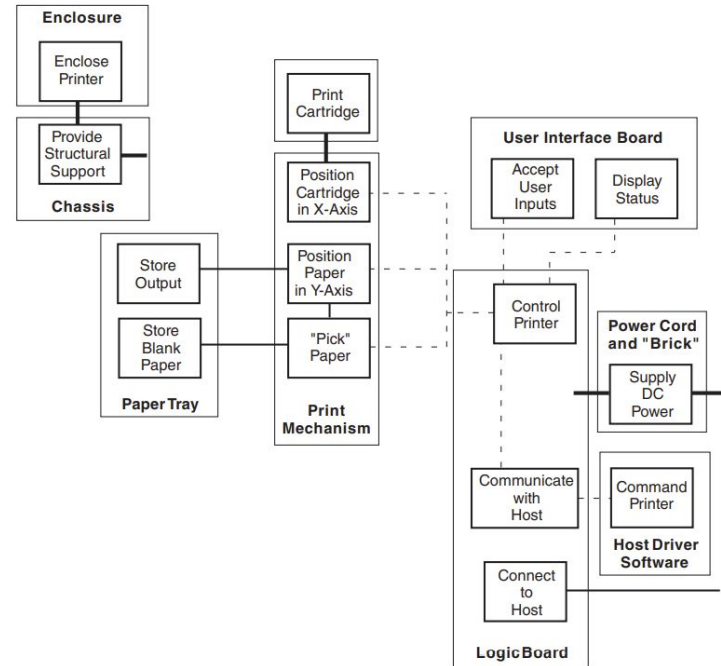 Enclosure
Enclose
Printer
Provide
Structural
Support
Chassis
Print
Cartridge
Position
Cartridge
in X-Axis
Position
Paper
in Y-Axis
"Pick"
Paper
Print
Mechanism
Store
Output
Store
Blank
Paper
Paper Tray
User Interface Board
Accept
User
Inputs
Display
Status
Control
Printer
Communicate
with
Host
Connect
to
Host
Logic Board
Power Cord
and "Brick"
Supply
DC
Power
Command
Printer
Host Driver
Software